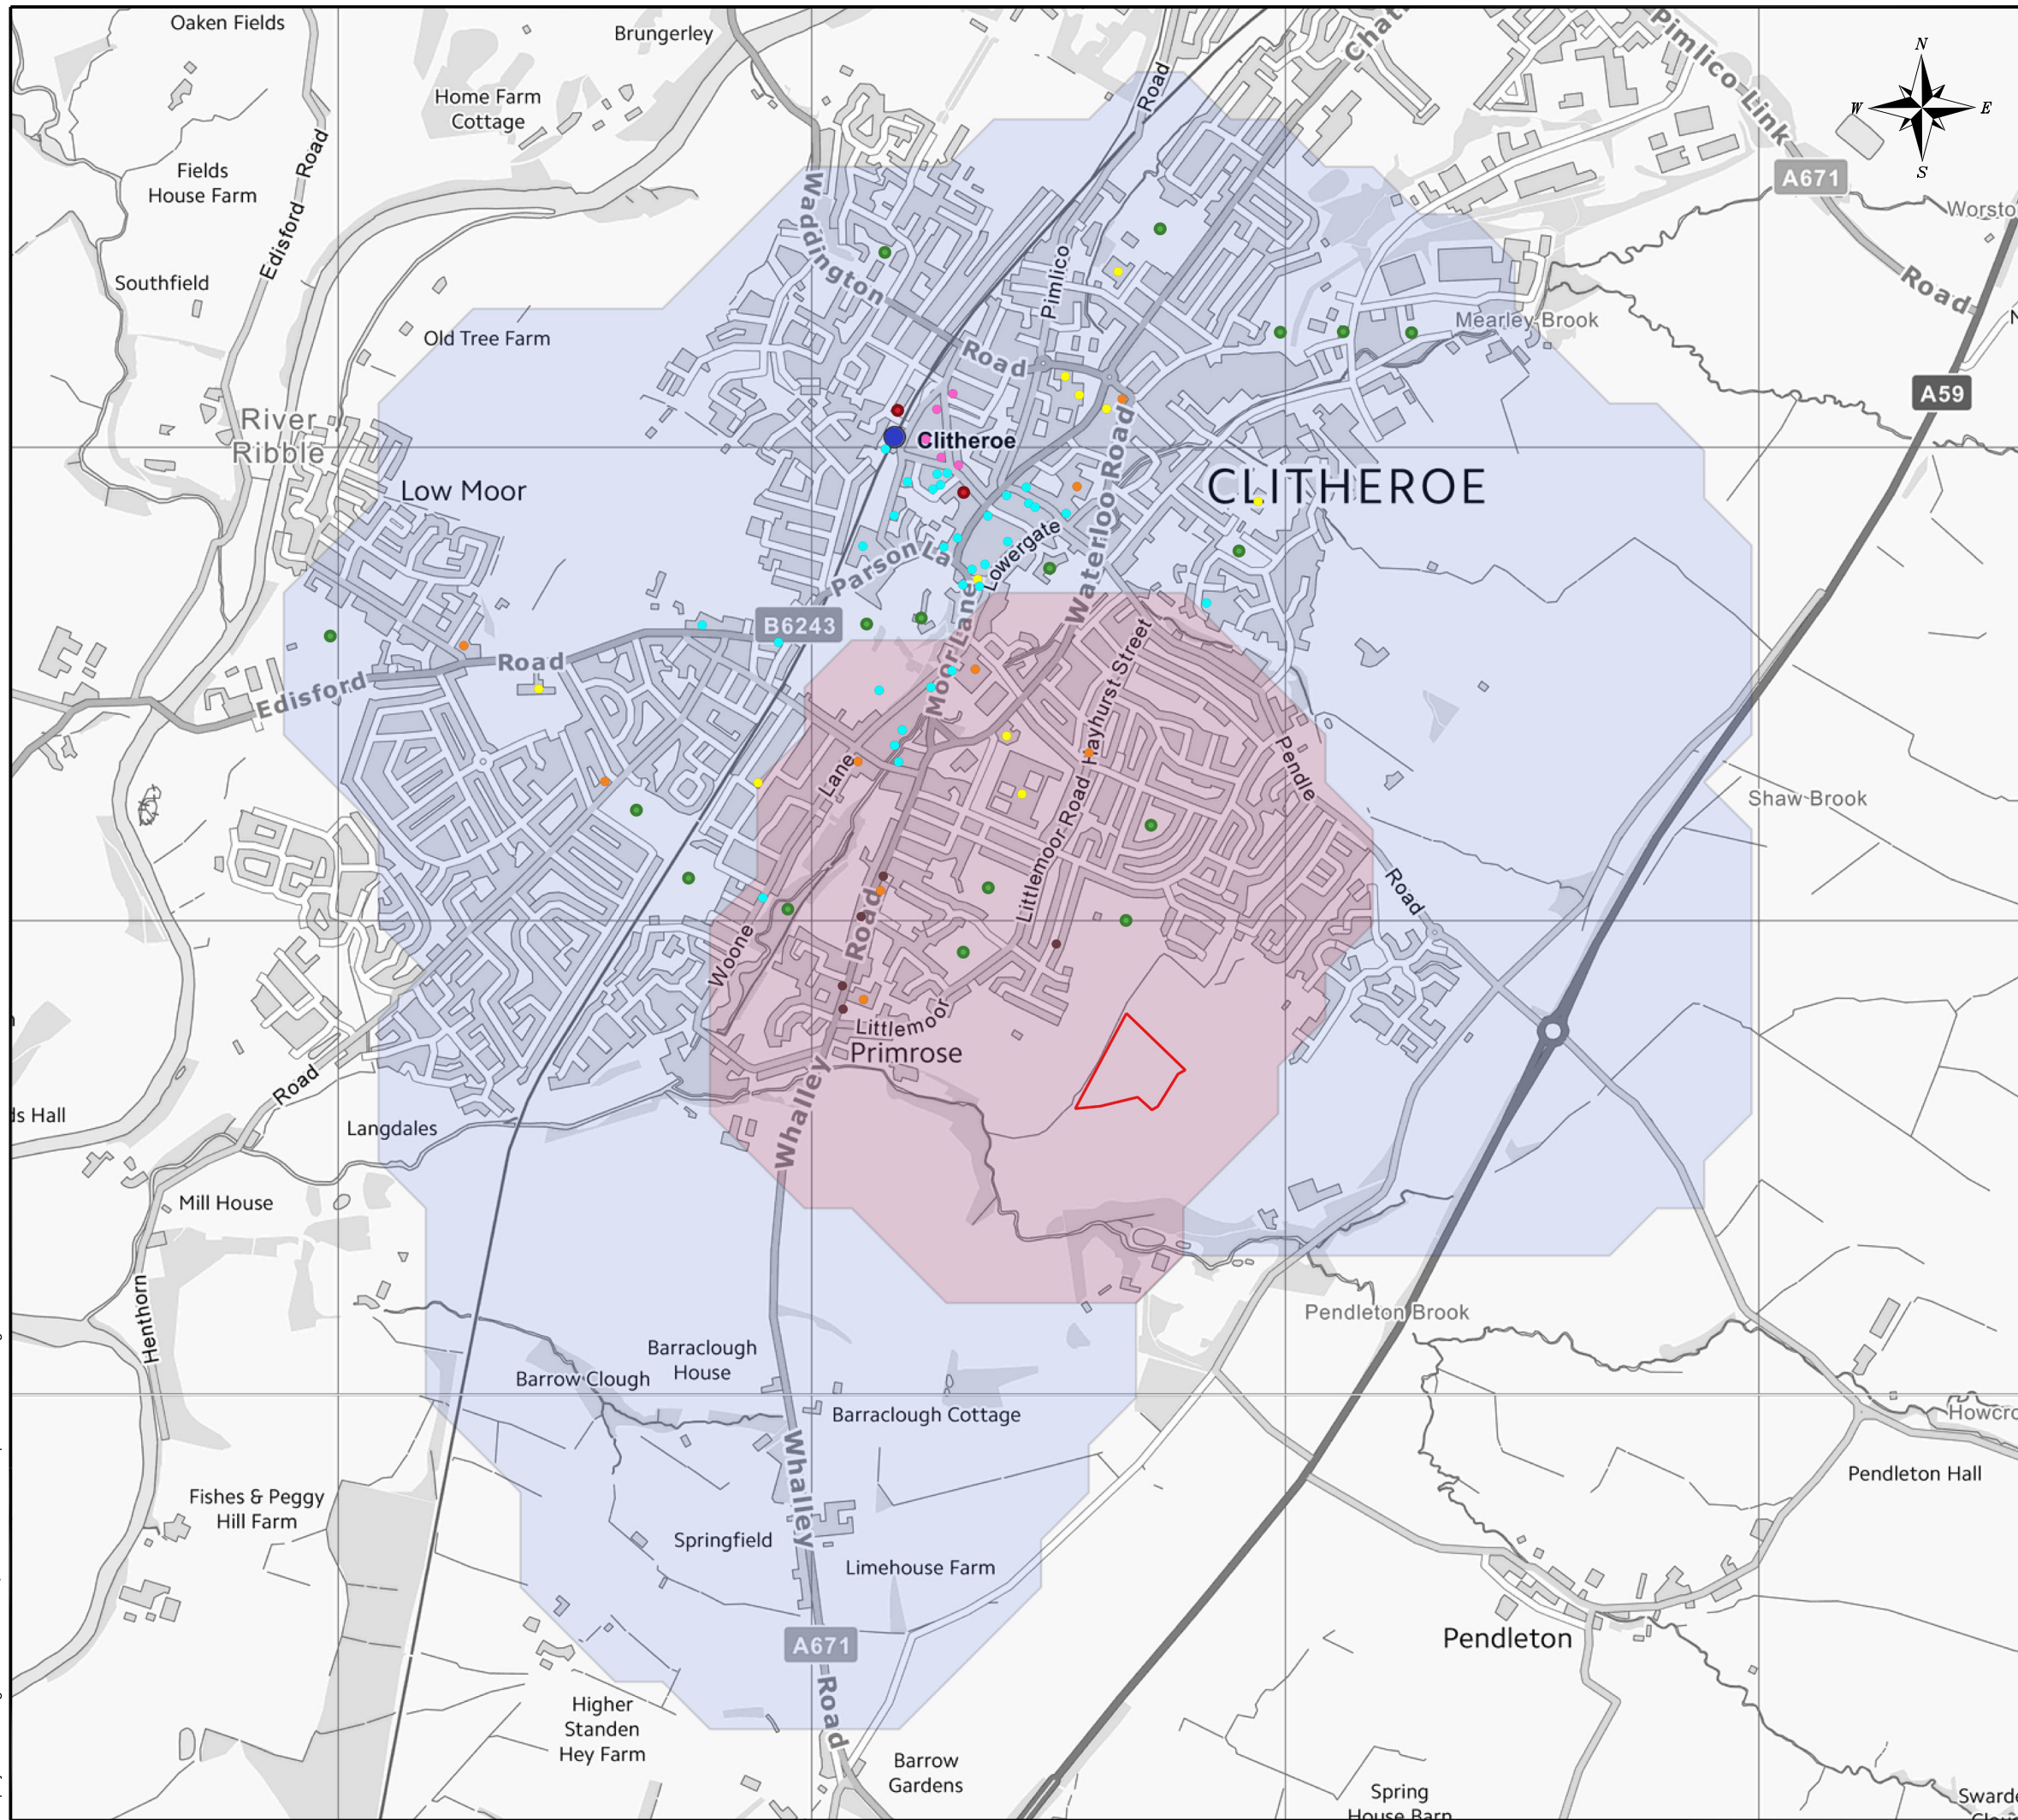 Oaken Fields
Brungerley
Road
Chat
Pimlico Link
N
W
E
S
Home Farm
Cottage
Edisford Road
Fields
House Farm
A671
Worsto
Waddington
Southfield
Pimlico
Road
Old Tree Farm
Mearley Brook
N
Road
A59
River
Ribble
Clitheroe
Waterloo Road
CLITHEROE
Low Moor
Parson La
Lowergate
B6243
Moor Lane
Hayhurst Street
Edisford
Road
Pendle
Lane
Shaw Brook
Littlemoor Road
Road
Road
Woone
Littlemoor
Primrose
Road
ds Hall
Langdales
Whalley
Mill House
Henthorn
Pendleton Brook
Barraclough
House
Barrow Clough
Barraclough Cottage
Howcro
Whalley
Pendleton Hall
Fishes & Peggy
Hill Farm
Springfield
Limehouse Farm
A671
Pendleton
Road
Higher
Standen
Hey Farm
Barrow
Gardens
Spring
House Barn
Swarde